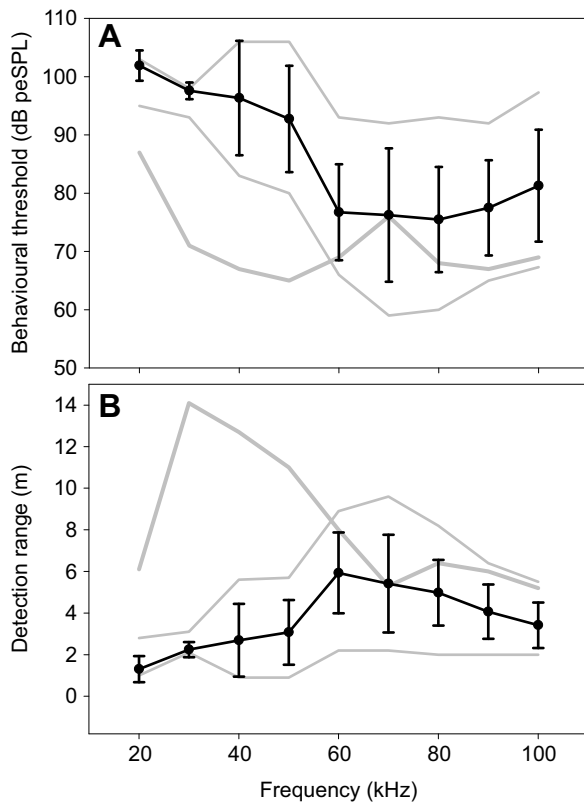 A
Behavioural threshold (dB peSPL)
110
100
90
80
70
60
50
B
Detection range (m)
14
12
10
8
6
4
2
0
20 40 60 80 100
Frequency (kHz)